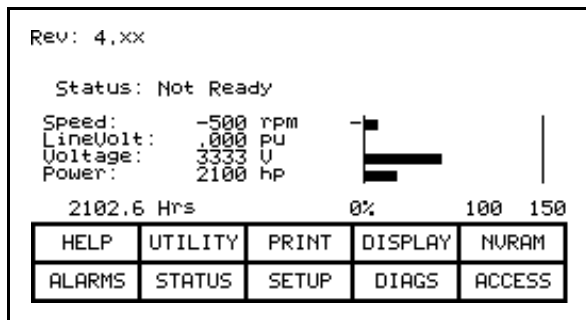 Rev: 4.xx
Status: Not Ready
Speed: -500 rpm
LineVolt: .000 pu
Voltage: 3333 V
Power: 2100 hp
2102.6 Hrs 0% 100 150
HELP UTILITY PRINT DISPLAY NVRAM
ALARMS STATUS SETUP DIAGS ACCESS